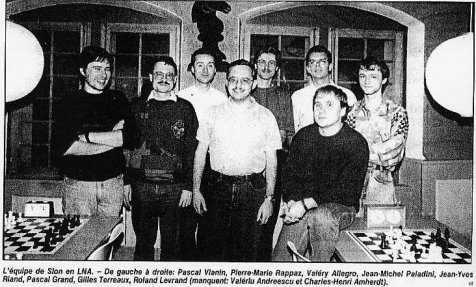 L'équipe de Sion en LNA. – De gauche à droite: Pascal Vianin, Pierre-Marie Rappaz, Valéry Allegro, Jean-Michel Paladini, Jean-Yves
Riand, Pascal Grand, Gilles Terreaux, Roland Levrand (manquent: Valériu Andreescu et Charles-Henri Amherdt).